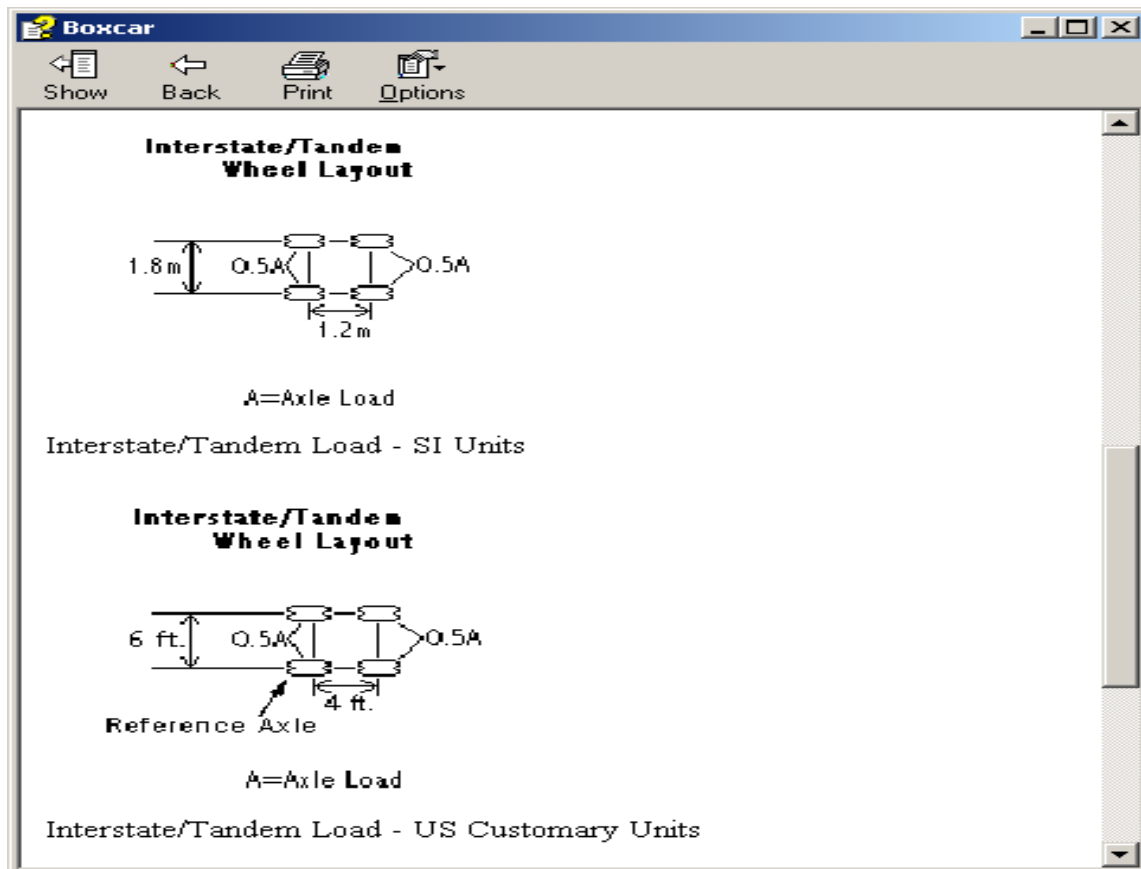 Boxcar
Show Back Print Options
Interstate/Tandem
Wheel Layout
1.8m 0.5A 0.5A
1.2m
A=Axle Load
Interstate/Tandem Load - SI Units
Interstate/Tandem
Wheel Layout
6 ft. 0.5A 0.5A
4 ft.
Reference Axle
A=Axle Load
Interstate/Tandem Load - US Customary Units